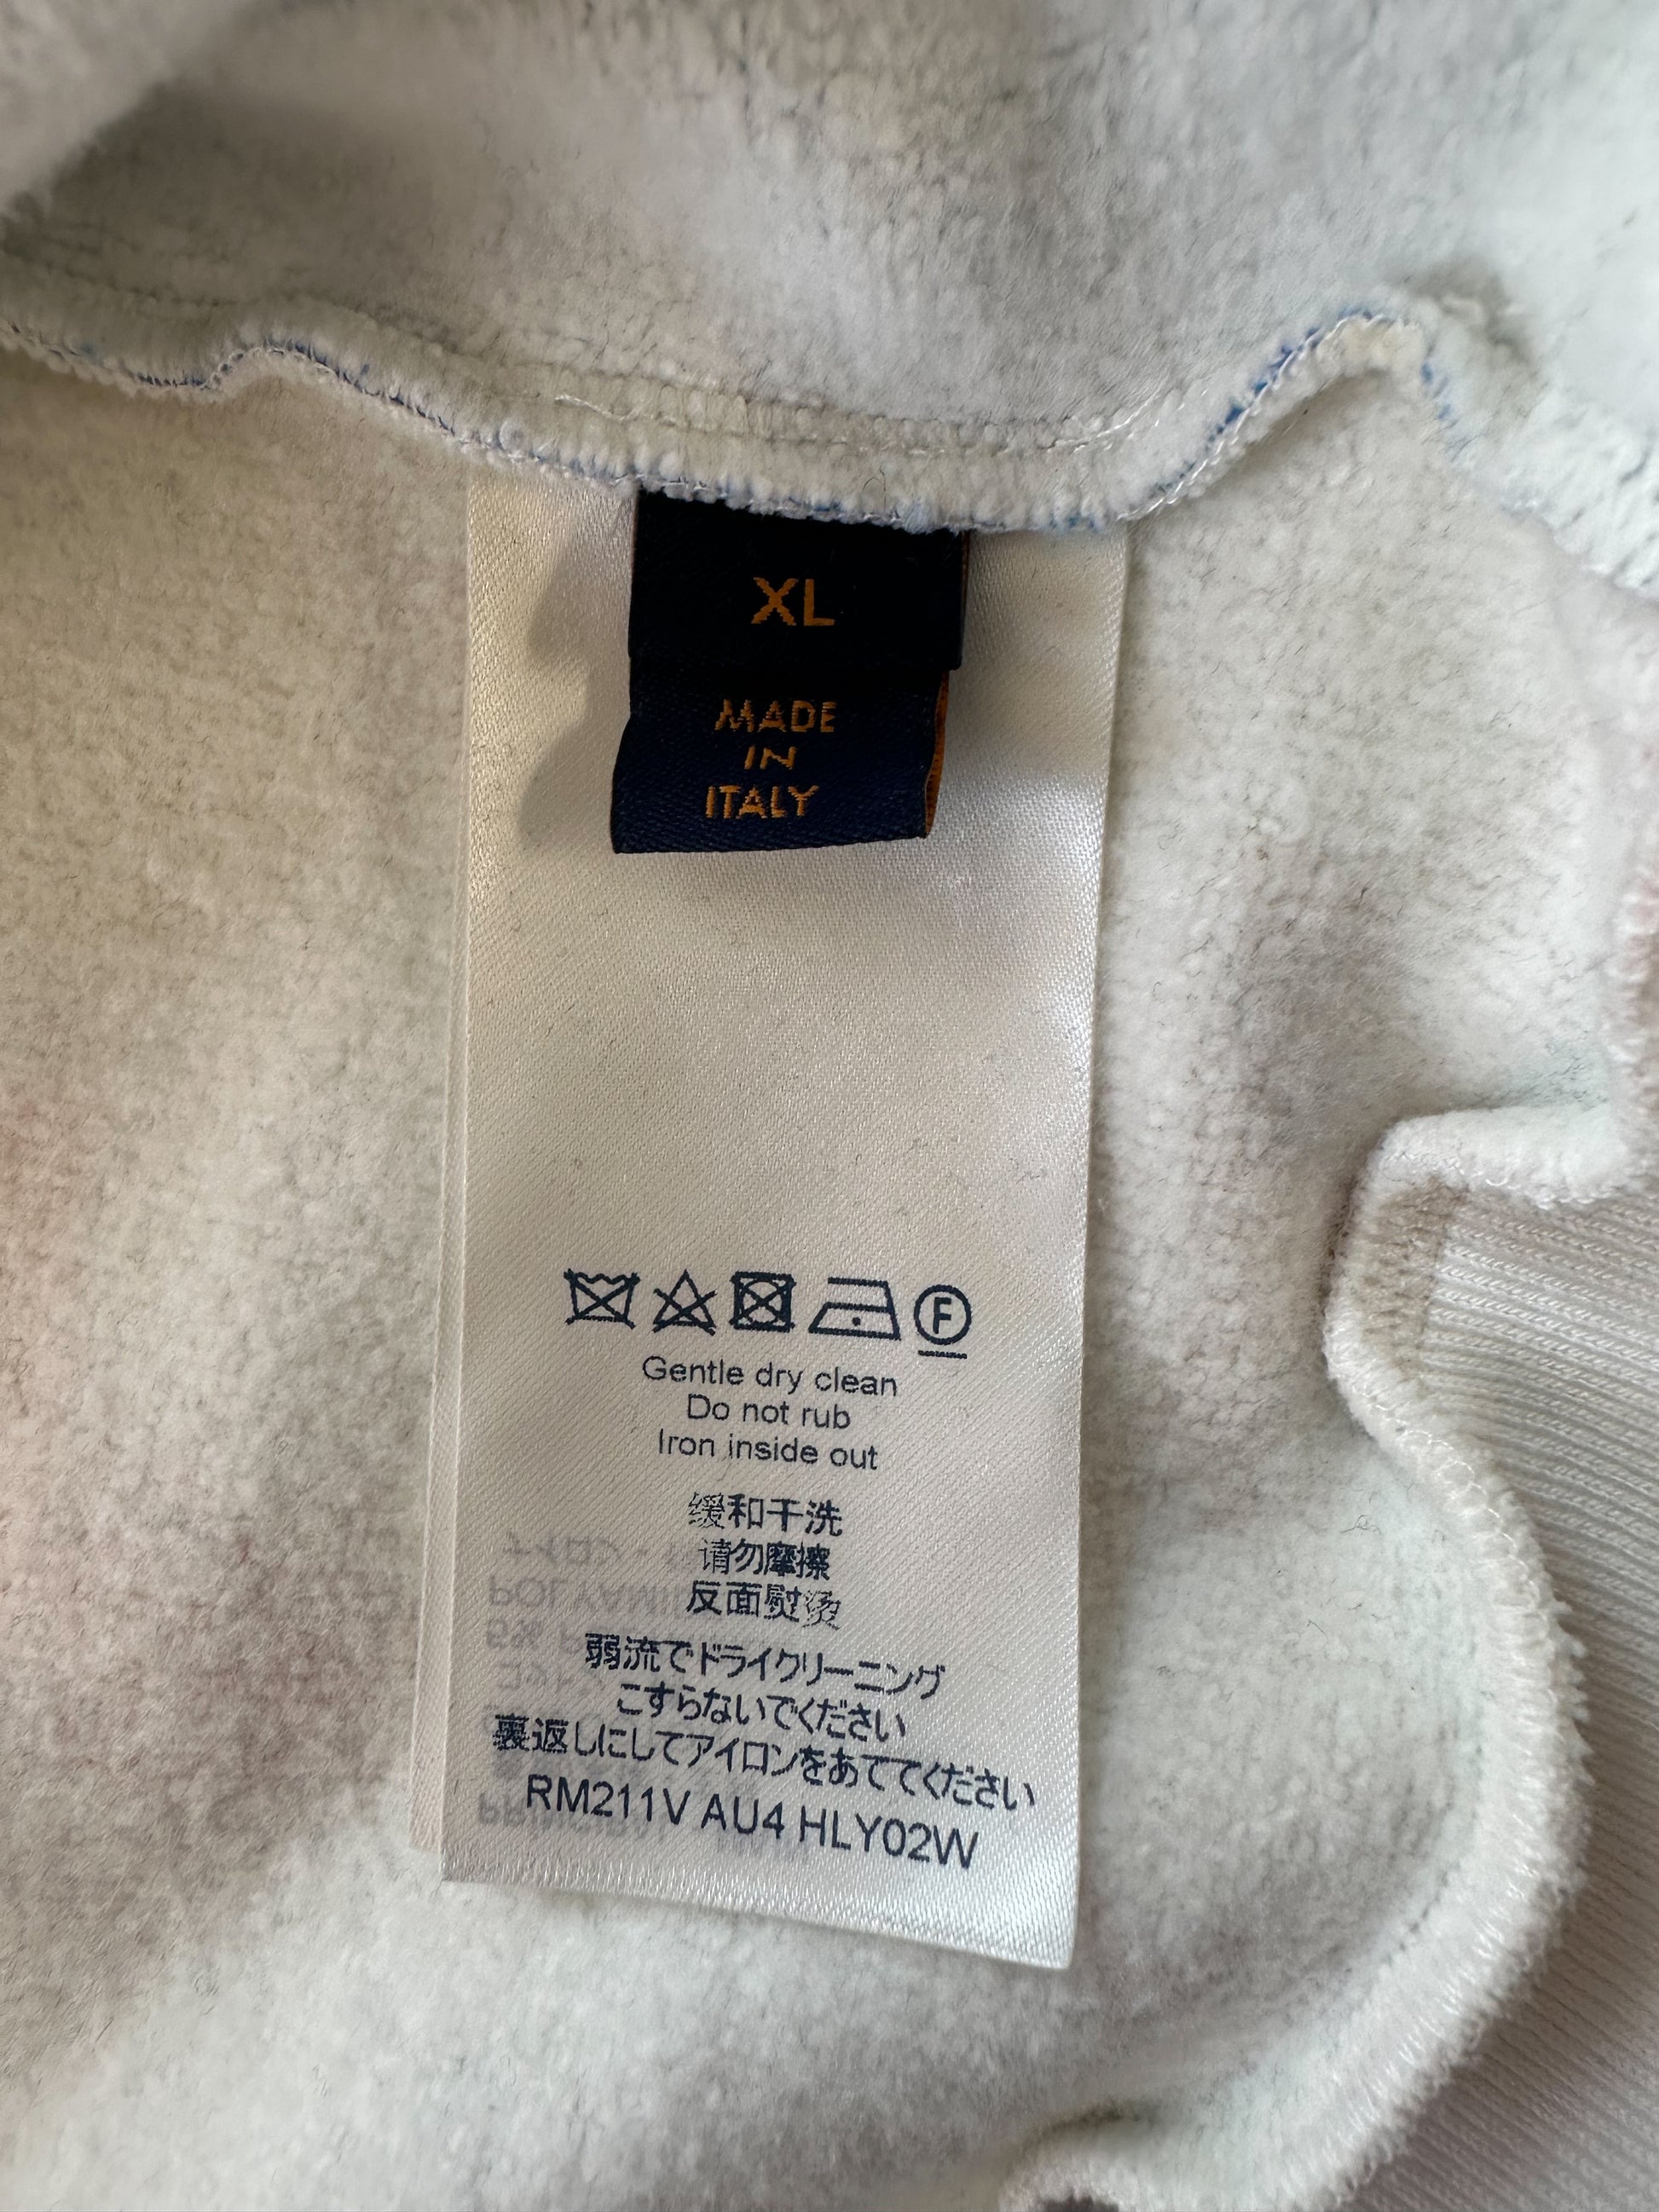 XL
MADE
IN
ITALY
F
Gentle dry clean
Do not rub
Iron inside out
缓和干洗
请勿摩擦
反面熨烫
弱流でドライクリーニング
こすらないでください
裏返しにしてアイロンをあててください
RM211V AU4 HLY02W